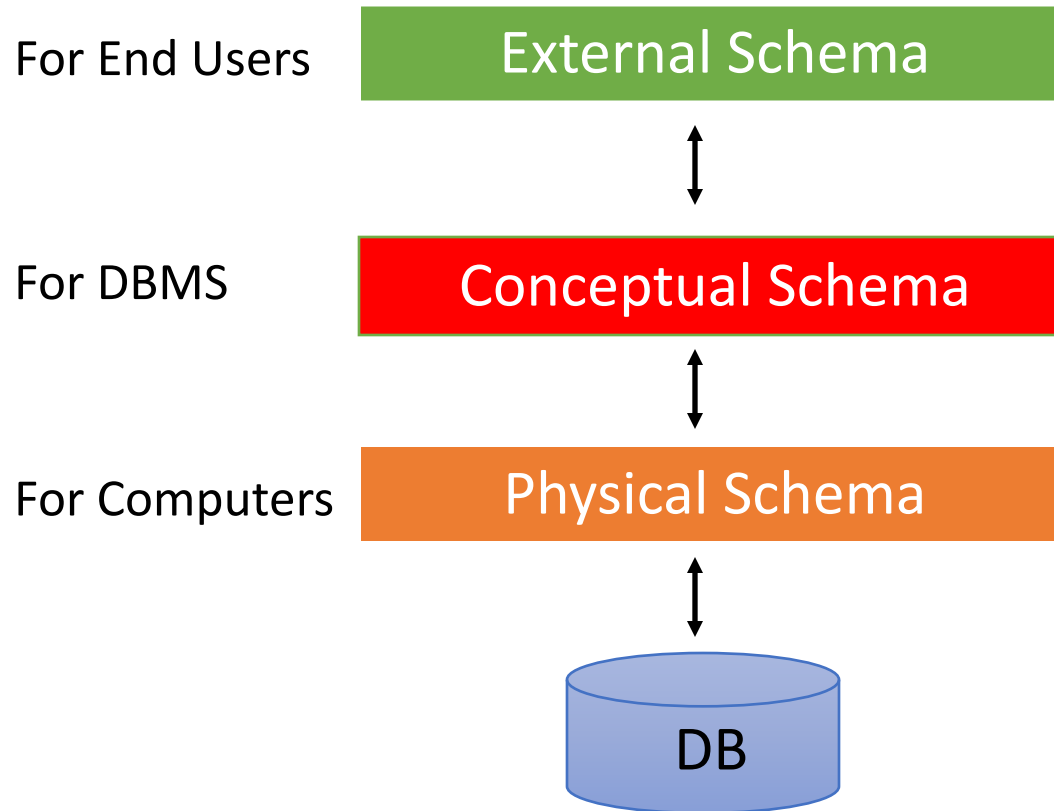 For End Users
External Schema
For DBMS
Conceptual Schema
For Computers
Physical Schema
DB